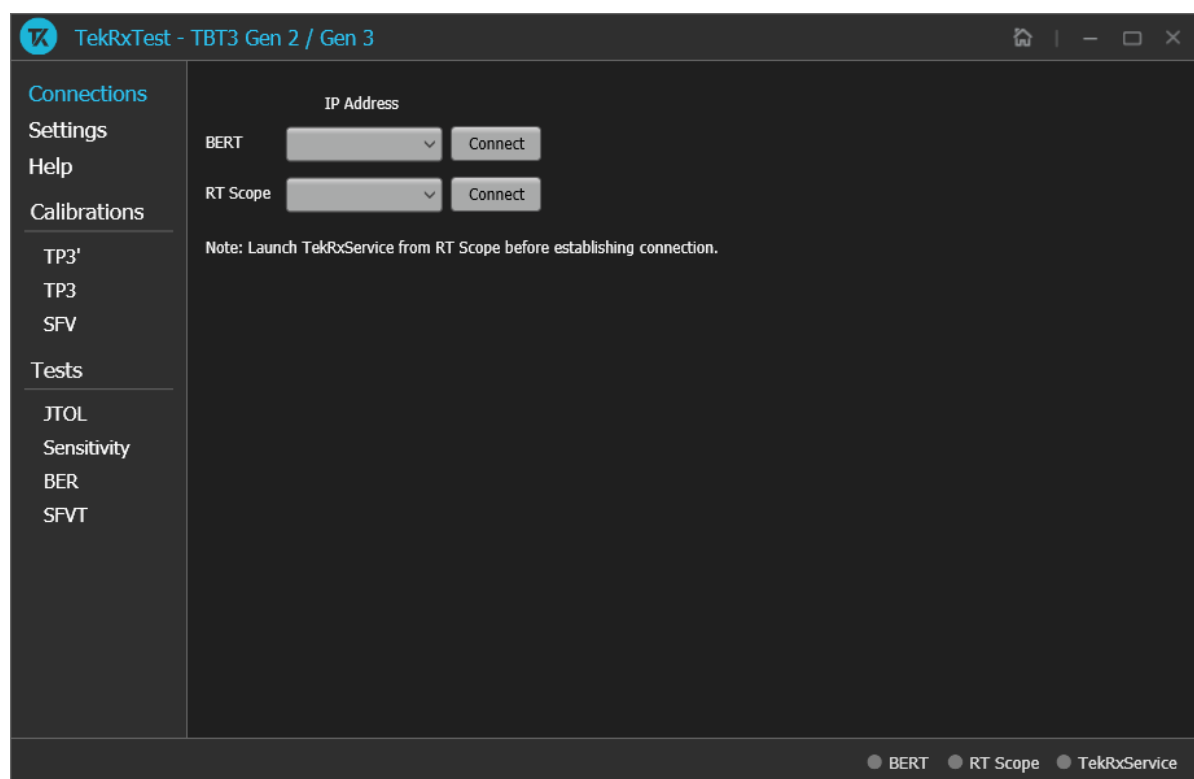 TekRxTest - TBT3 Gen 2 / Gen 3
Connections
Settings
Help
Calibrations
TP3'
TP3
SFV
Tests
JTOL
Sensitivity
BER
SFVT
IP Address
BERT Connect
RT Scope Connect
Note: Launch TekRxService from RT Scope before establishing connection.
BERT RT Scope TekRxService